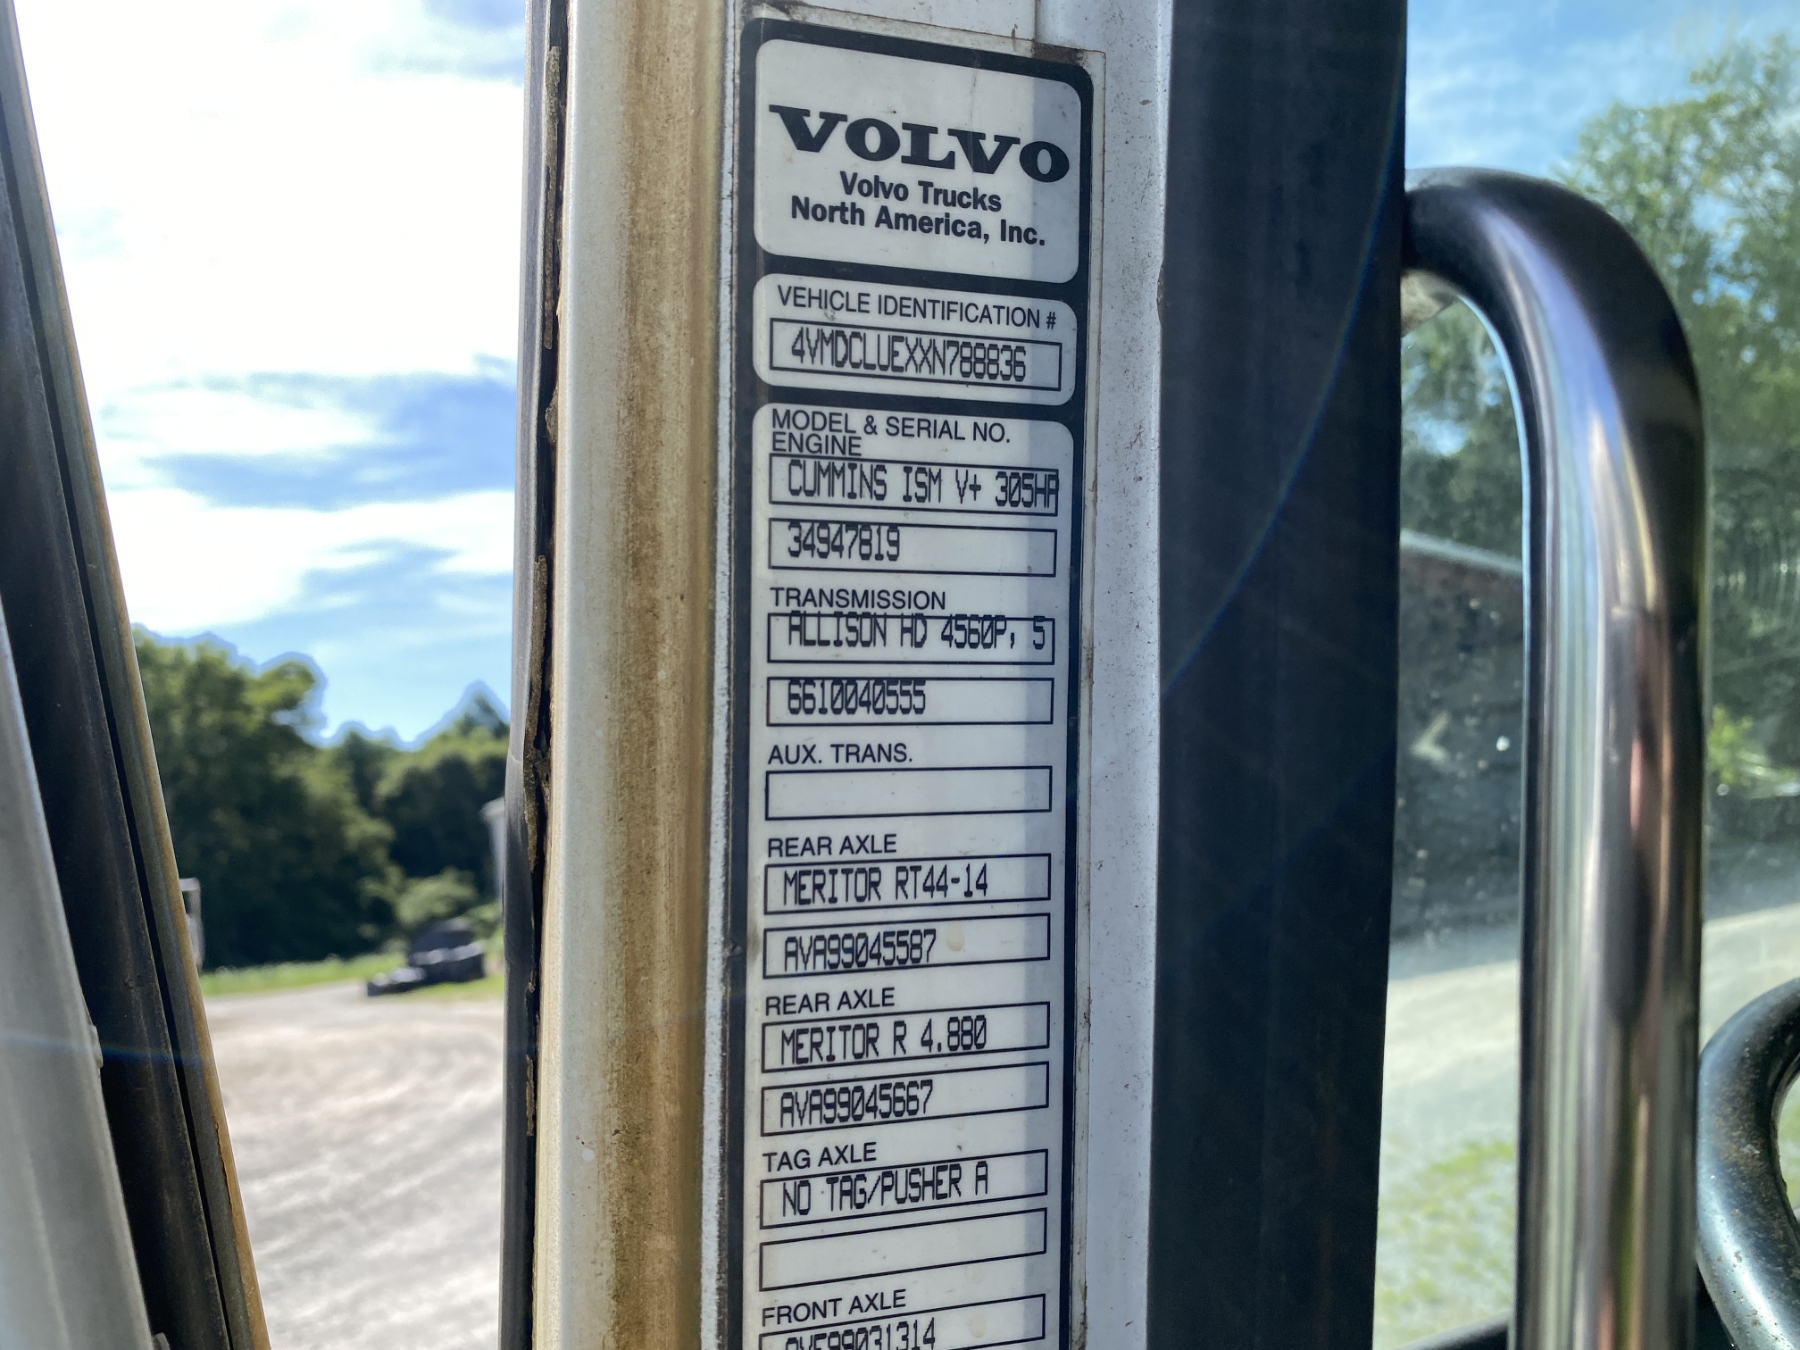 VOLVO
Volvo Trucks
North America, Inc.
VEHICLE IDENTIFICATION #
4VMDCLUEXXN788836
MODEL & SERIAL NO.
ENGINE
CUMMINS ISM V+ 305HP
34947819
TRANSMISSION
ALLISON HD 4560P, 5
6610040555
AUX. TRANS.
REAR AXLE
MERITOR RT44-14
AVA99045587
REAR AXLE
MERITOR R 4.880
AVA99045667
TAG AXLE
NO TAG/PUSHER A
FRONT AXLE